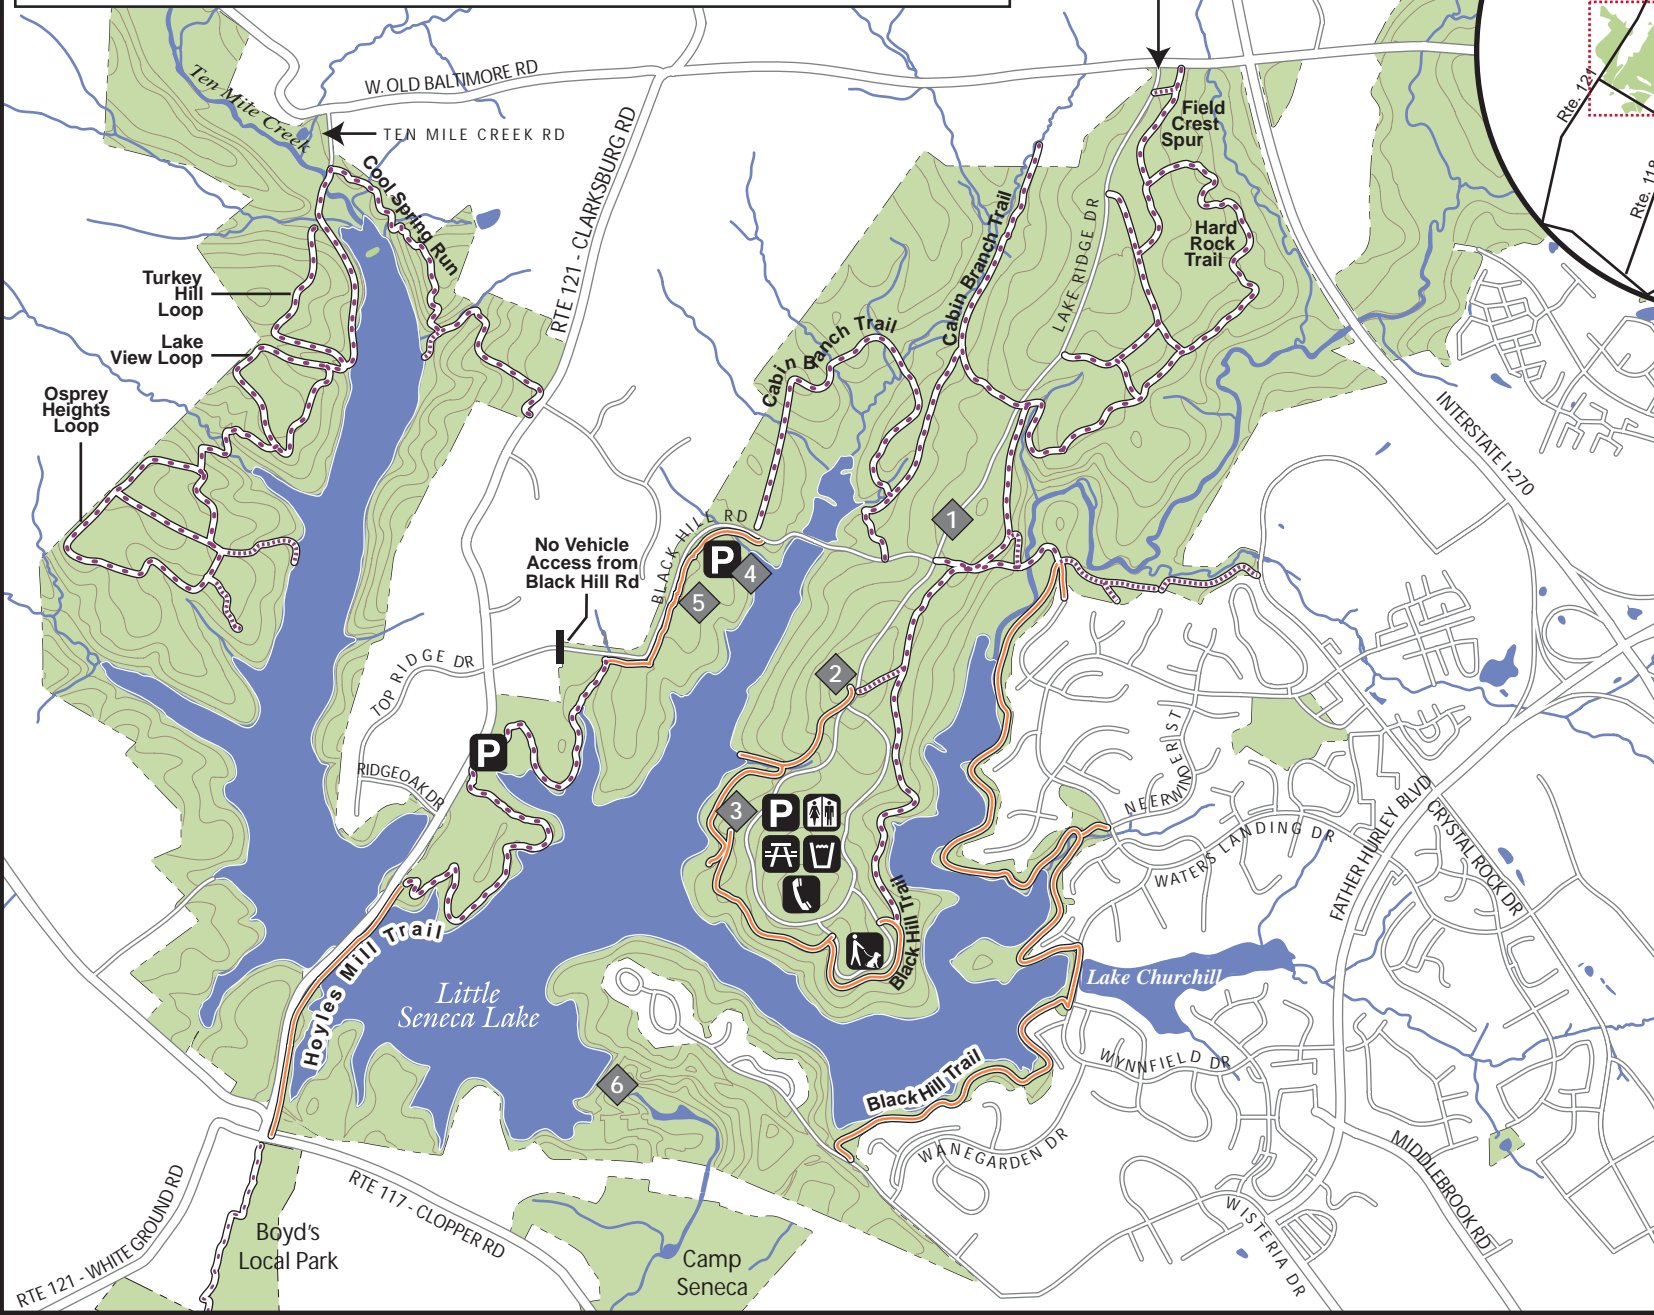 W. OLD BALTIMORE RD
Ten Mile Creek
TEN MILE CREEK RD
Cool Spring Run
RTE 121 - CLARKSBURG RD
Field
Crest
Spur
Rte. 121
Rte. 118
Hard
Rock
Trail
LAKE RIDGE DR
Cabin Branch Trail
Cabin Branch Trail
Turkey
Hill
Loop
Lake
View Loop
Osprey
Heights
Loop
INTERSTATE I-270
BLACK HILL RD
No Vehicle
Access from
Black Hill Rd
P
1
4
5
TOP RIDGE DR
2
P
RIDGEOAK DR
3
P
NEERWINDER ST
WATERS LANDING DR
FATHER HURLEY BLVD
CRYSTAL ROCK DR
Black Hill Trail
Hoyles Mill Trail
Little
Seneca Lake
Lake Churchill
6
Black Hill Trail
WYNNFIELD DR
WANEGARDEN DR
MIDDLEBROOK RD
WISTERIA DR
RTE 117 - CLOPPER RD
RTE 121 - WHITE GROUND RD
Boyd's
Local Park
Camp
Seneca